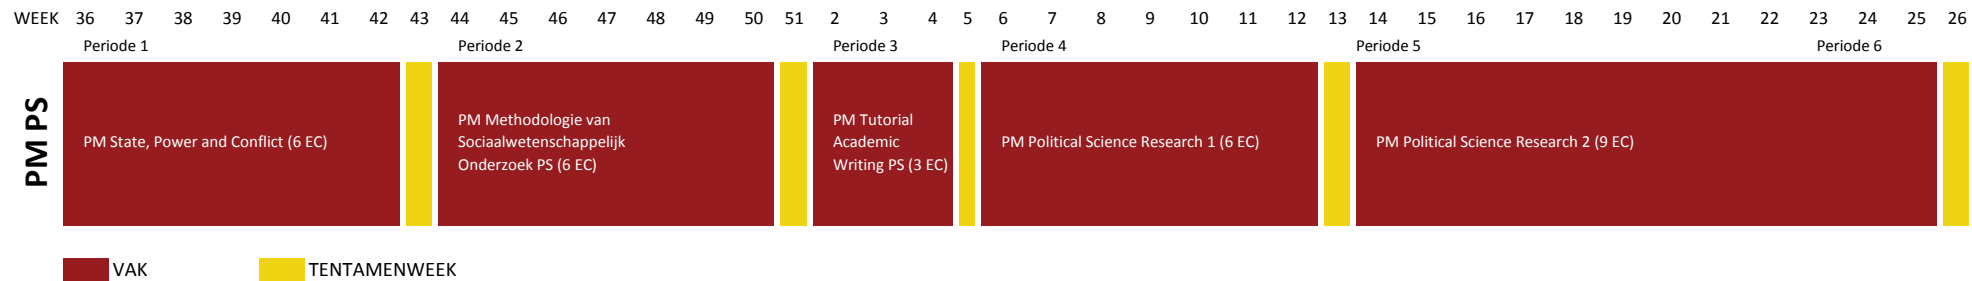 WEEK 36 37 38 39 40 41 42 43 44 45 46 47 48 49 50 51 2 3 4 5 6 7 8 9 10 11 12 13 14 15 16 17 18 19 20 21 22 23 24 25 26
Periode 1 Periode 2 Periode 3 Periode 4 Periode 5 Periode 6
PM PS
PM State, Power and Conflict (6 EC)
PM Methodologie van
Sociaalwetenschappelijk
Onderzoek PS (6 EC)
PM Tutorial
Academic
Writing PS (3 EC)
PM Political Science Research 1 (6 EC)
PM Political Science Research 2 (9 EC)
VAK TENTAMENWEEK